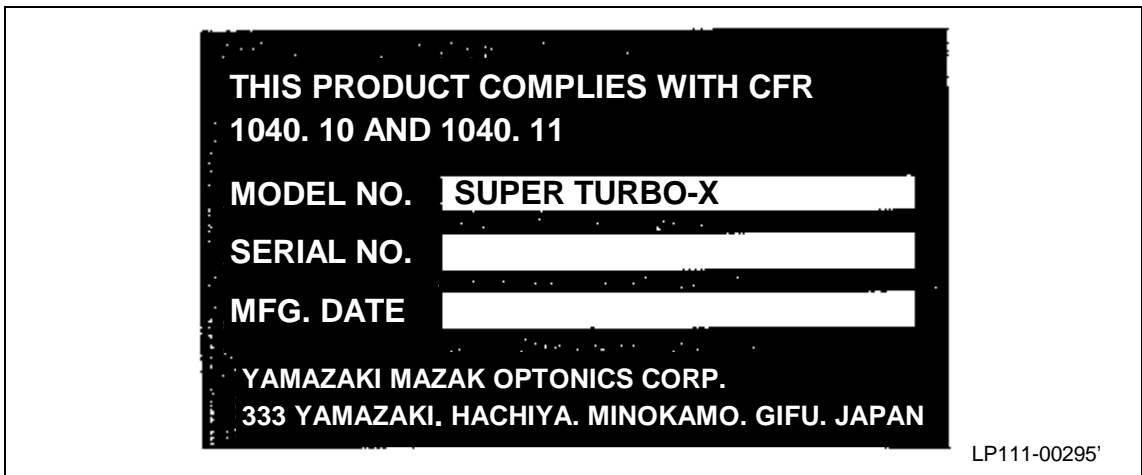 THIS PRODUCT COMPLIES WITH CFR
1040. 10 AND 1040. 11
MODEL NO. SUPER TURBO-X
SERIAL NO.
MFG. DATE
YAMAZAKI MAZAK OPTONICS CORP.
333 YAMAZAKI. HACHIYA. MINOKAMO. GIFU. JAPAN
LP111-00295'